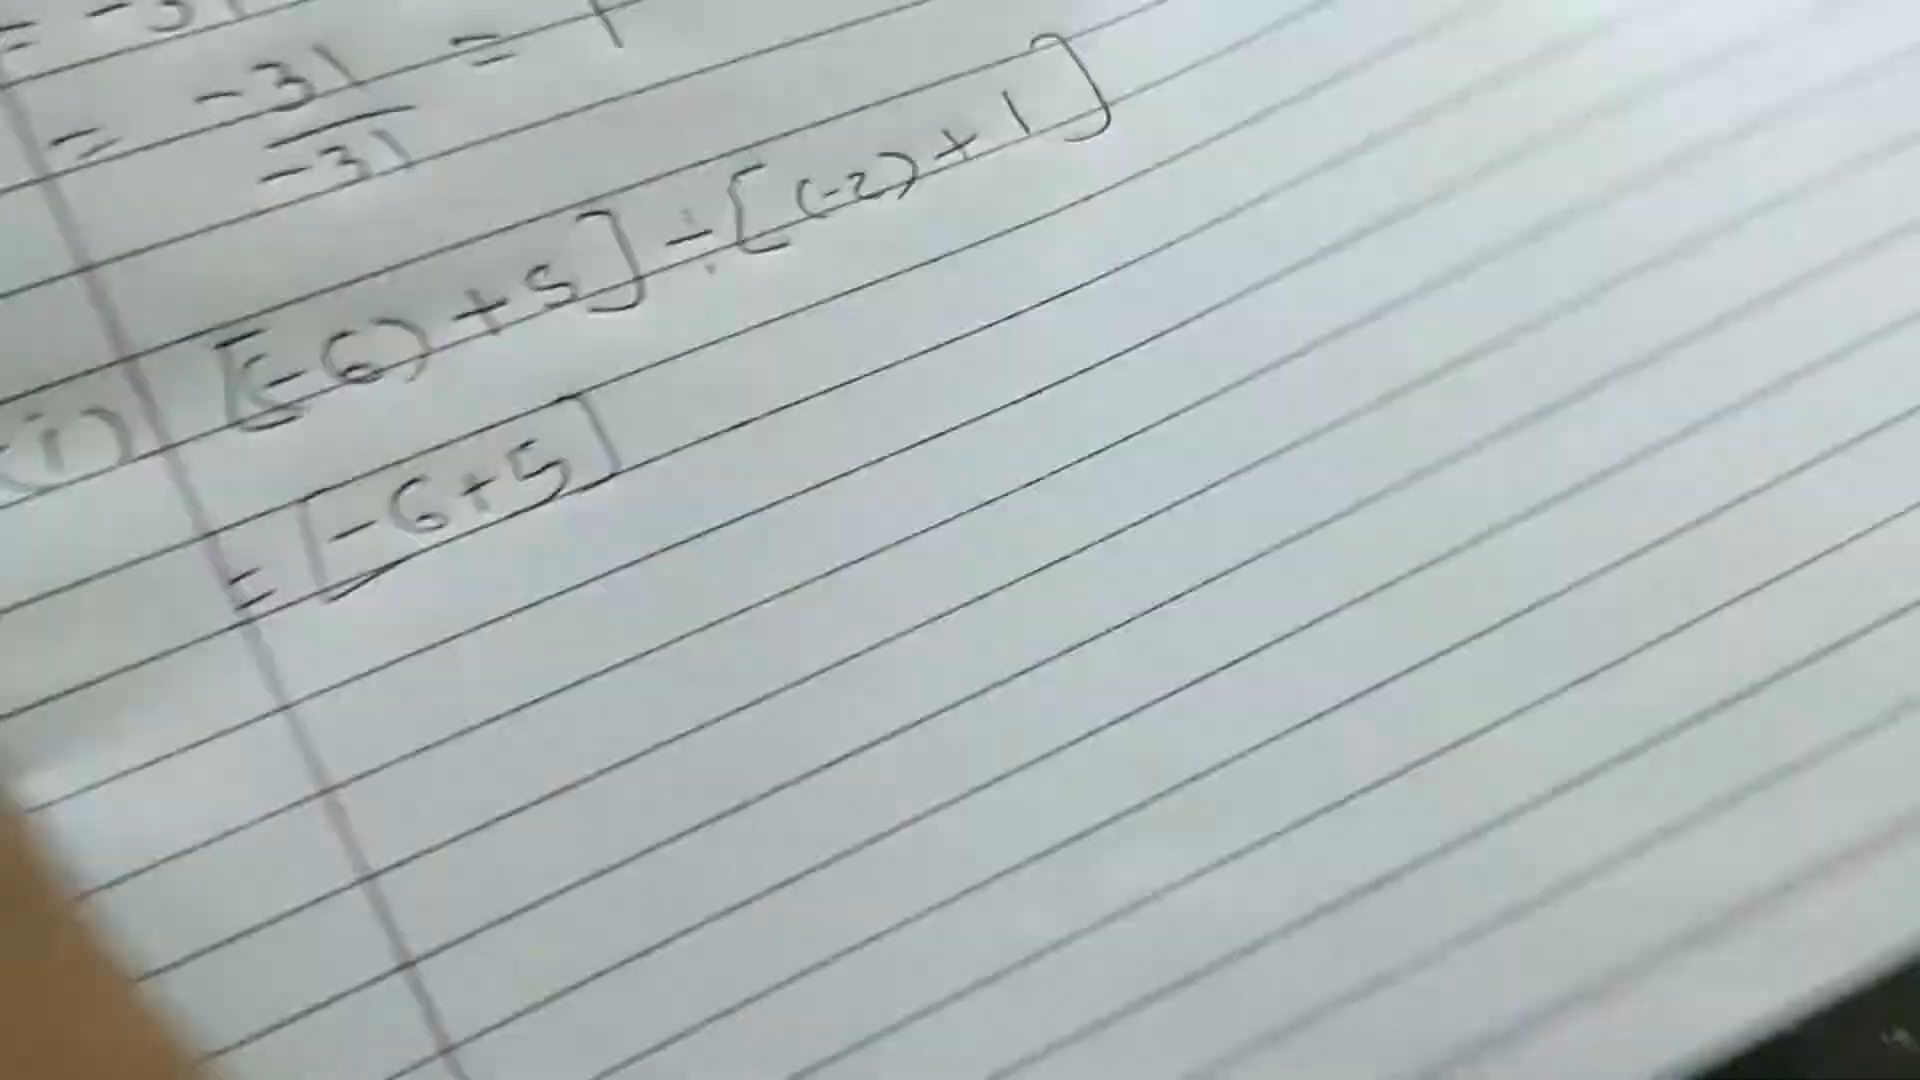 = -31
= -31/-31 = 1
(i) [(-6) + 5] ÷ [(-2) + 1]
= [-6+5]